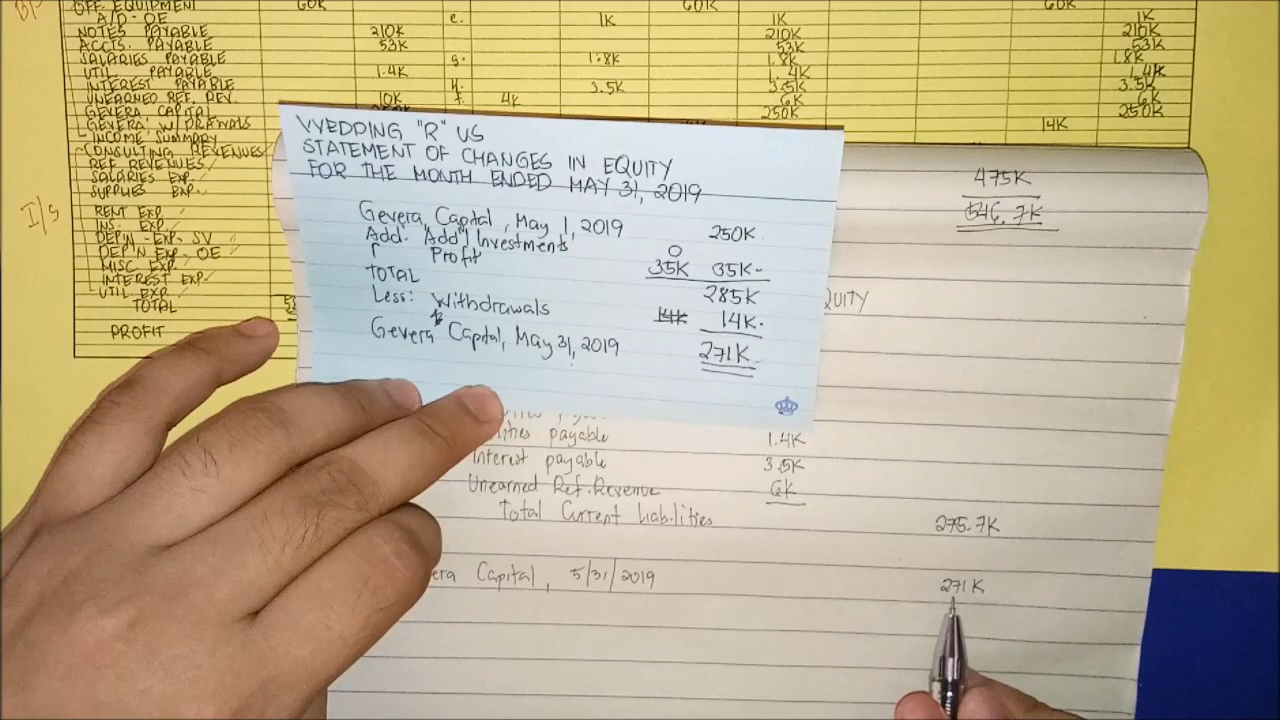 OFF. EQUIPMENT 60K 60K 60K
A/D - OE e. 1K 1K 1K
NOTES PAYABLE 210K 210K 210K
ACCTS. PAYABLE 53K 53K 53K
SALARIES PAYABLE g. 1.8K 1.8K 1.8K
UTIL PAYABLE 1.4K 1.4K 1.4K
INTEREST PAYABLE h. 3.5K 3.5K 3.5K
UNEARNED REF. REV. 10K f. 4K 6K 6K
GEVERA CAPITAL 250K 250K
GEVERA WITHDRAWALS 14K
INCOME SUMMARY
CONSULTING REVENUES
REF. REVENUES
SALARIES EXP.
SUPPLIES EXP.
I/S
RENT EXP.
INS. EXP.
DEP'N - EXP - SV
DEP'N EXP - OE
MISC EXP.
INTEREST EXP.
UTIL EXP.
TOTAL
PROFIT
WEDDING "R" US
STATEMENT OF CHANGES IN EQUITY
FOR THE MONTH ENDED MAY 31, 2019
Gevera, Capital, May 1, 2019 250K
Add: Add'l Investments 0
Profit 35K 35K
TOTAL 285K
Less: Withdrawals 14K 14K.
Gevera, Capital, May 31, 2019 271K
475K
546.7K
QUITY
lities payable 1.4K
Interest payable 3.5K
Unearned Ref. Revenue 6K
Total Current Liabilities 275.7K
era Capital, 5/31/2019 271K